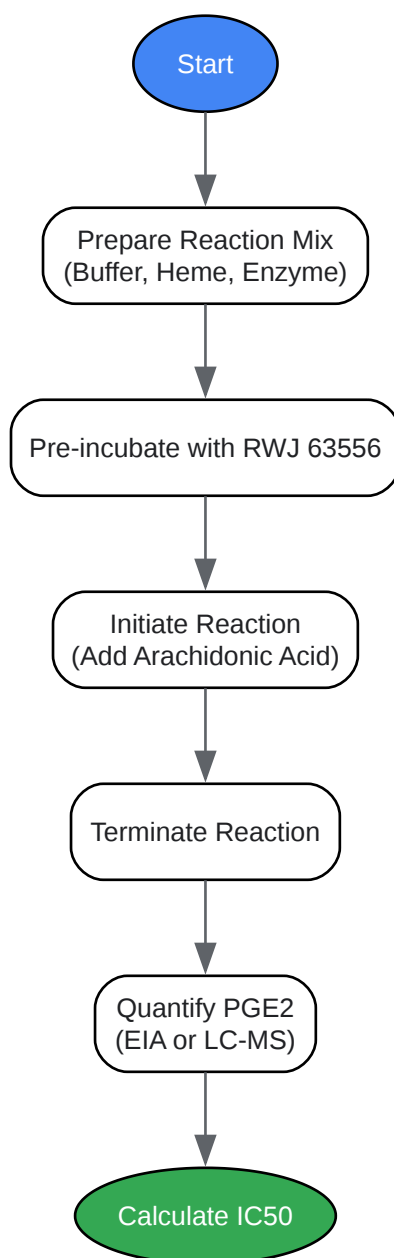 Start
Prepare Reaction Mix
(Buffer, Heme, Enzyme)
Pre-incubate with RWJ 63556
Initiate Reaction
(Add Arachidonic Acid)
Terminate Reaction
Quantify PGE2
(EIA or LC-MS)
Calculate IC50